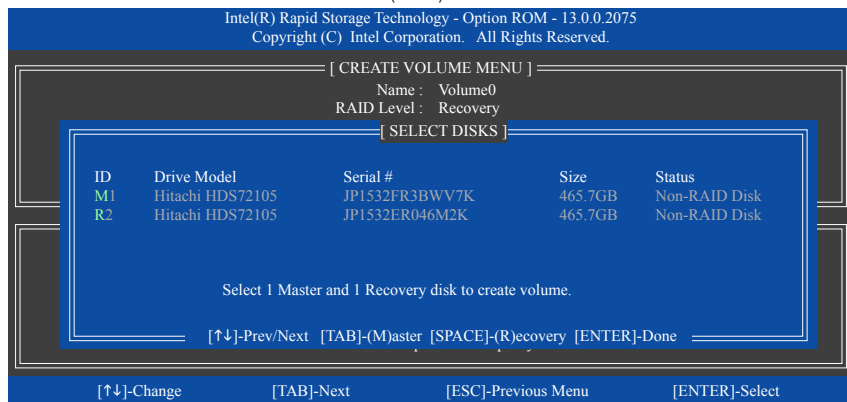 Intel(R) Rapid Storage Technology - Option ROM - 13.0.0.2075
Copyright (C) Intel Corporation. All Rights Reserved.
[ CREATE VOLUME MENU ]
Name : Volume0
RAID Level : Recovery
[ SELECT DISKS ]
ID Drive Model Serial # Size Status
M1 Hitachi HDS72105 JP1532FR3BWV7K 465.7GB Non-RAID Disk
R2 Hitachi HDS72105 JP1532ER046M2K 465.7GB Non-RAID Disk
Select 1 Master and 1 Recovery disk to create volume.
[↑↓]-Prev/Next [TAB]-(M)aster [SPACE]-(R)ecovery [ENTER]-Done
[↑↓]-Change [TAB]-Next [ESC]-Previous Menu [ENTER]-Select